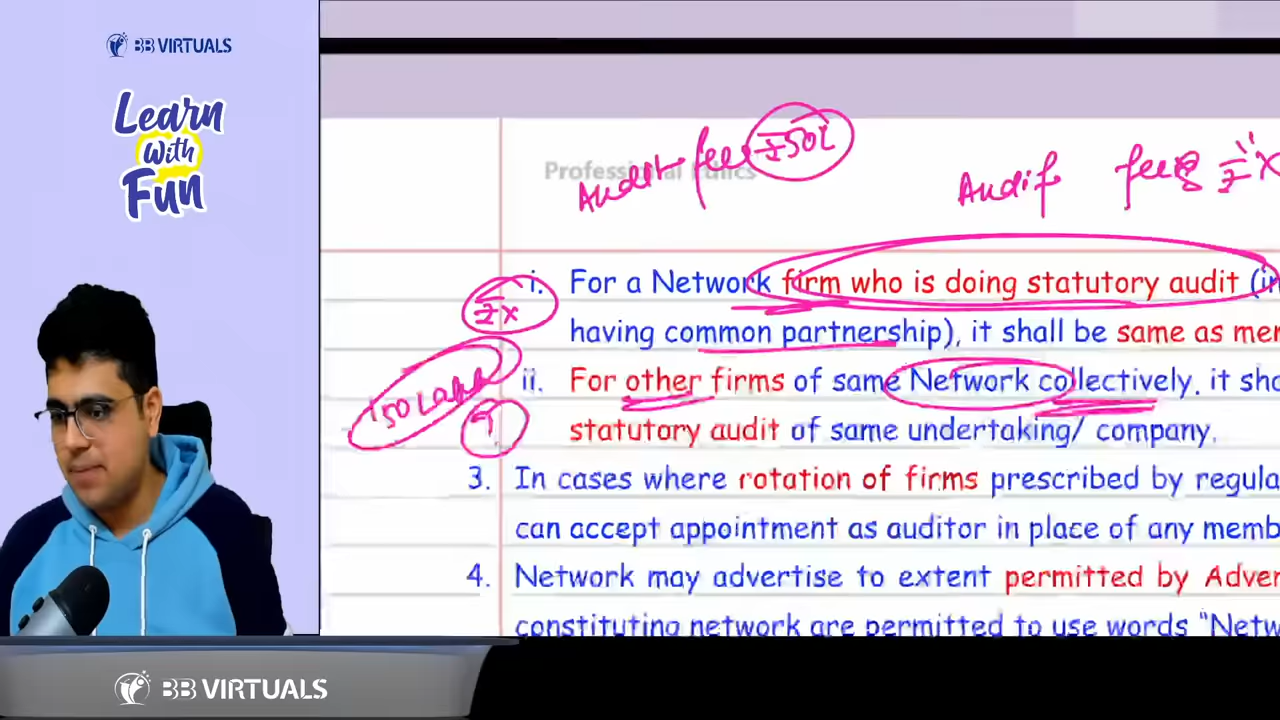 BB VIRTUALS
Learn
With
Fun
Professional Ethics
Audit fees ₹50L
Audit fees ₹ "X
₹X
i. For a Network firm who is doing statutory audit (in
having common partnership), it shall be same as mem
150 Lakh
ii. For other firms of same Network collectively, it sha
statutory audit of same undertaking/ company.
3. In cases where rotation of firms prescribed by regula
can accept appointment as auditor in place of any memb
4. Network may advertise to extent permitted by Adver
constituting network are permitted to use words "Netw
BB VIRTUALS